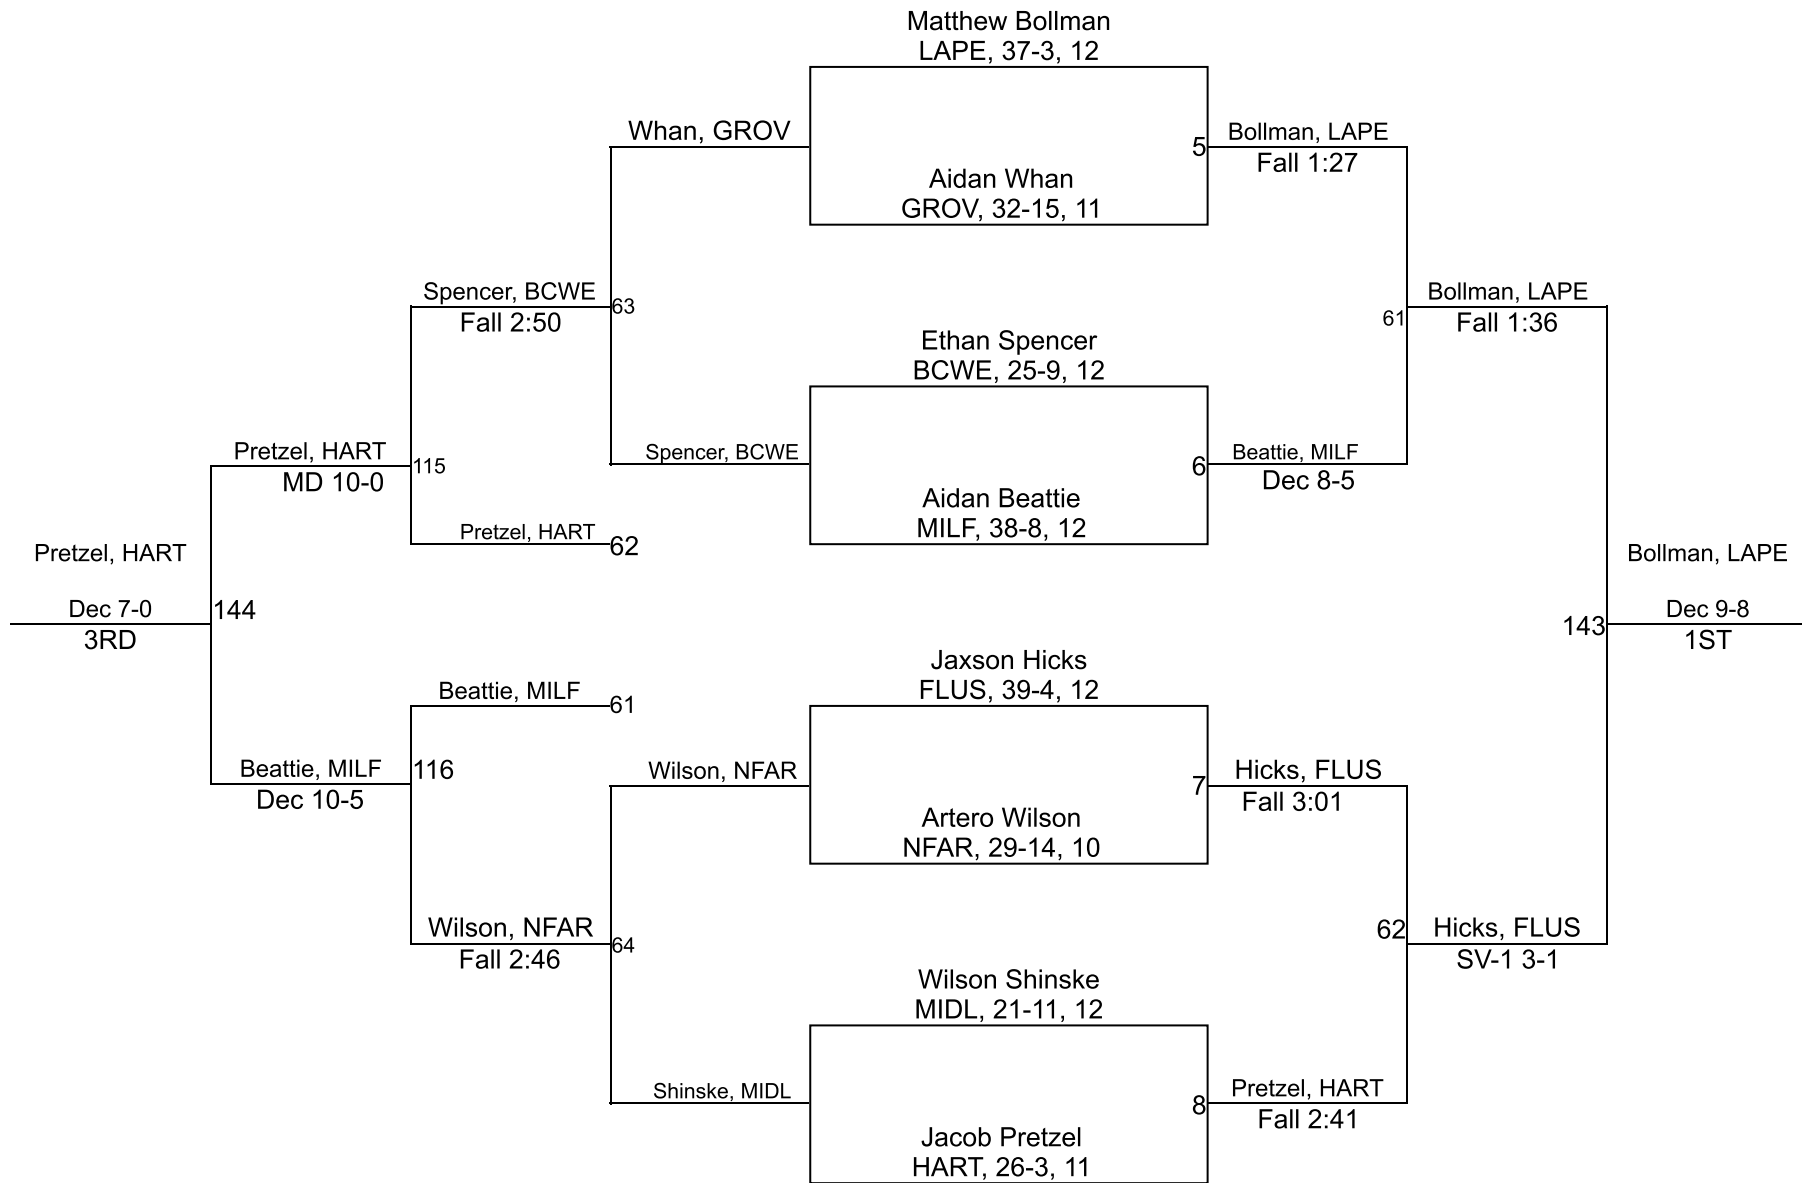 Matthew Bollman
LAPE, 37-3, 12
Whan, GROV
5
Bollman, LAPE
Fall 1:27
Aidan Whan
GROV, 32-15, 11
Spencer, BCWE
Fall 2:50
63
Bollman, LAPE
Fall 1:36
61
Ethan Spencer
BCWE, 25-9, 12
Pretzel, HART
MD 10-0
115
Spencer, BCWE
6
Beattie, MILF
Dec 8-5
Aidan Beattie
MILF, 38-8, 12
Pretzel, HART
62
Pretzel, HART
Dec 7-0
3RD
144
Bollman, LAPE
Dec 9-8
1ST
143
Jaxson Hicks
FLUS, 39-4, 12
Beattie, MILF
61
Beattie, MILF
Dec 10-5
116
Wilson, NFAR
7
Hicks, FLUS
Fall 3:01
Artero Wilson
NFAR, 29-14, 10
Wilson, NFAR
Fall 2:46
64
62
Hicks, FLUS
SV-1 3-1
Wilson Shinske
MIDL, 21-11, 12
Shinske, MIDL
8
Pretzel, HART
Fall 2:41
Jacob Pretzel
HART, 26-3, 11